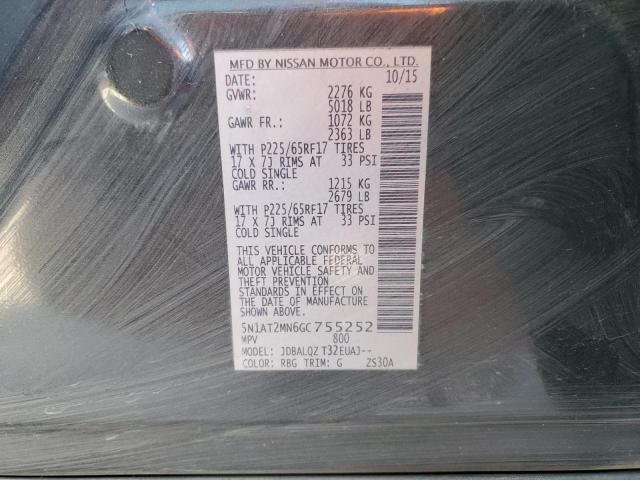 MFD BY NISSAN MOTOR CO., LTD.
DATE: 10/15
GVWR: 2276 KG
5018 LB
GAWR FR.: 1072 KG
2363 LB
WITH P225/65RF17 TIRES
17 X 7J RIMS AT 33 PSI
COLD SINGLE
GAWR RR.: 1215 KG
2679 LB
WITH P225/65RF17 TIRES
17 X 7J RIMS AT 33 PSI
COLD SINGLE
THIS VEHICLE CONFORMS TO
ALL APPLICABLE FEDERAL
MOTOR VEHICLE SAFETY AND
THEFT PREVENTION
STANDARDS IN EFFECT ON
THE DATE OF MANUFACTURE
SHOWN ABOVE.
5N1AT2MN6GC755252
MPV 800
MODEL: JDBALQZ T32EUAJ--
COLOR: RBG TRIM: G ZS30A